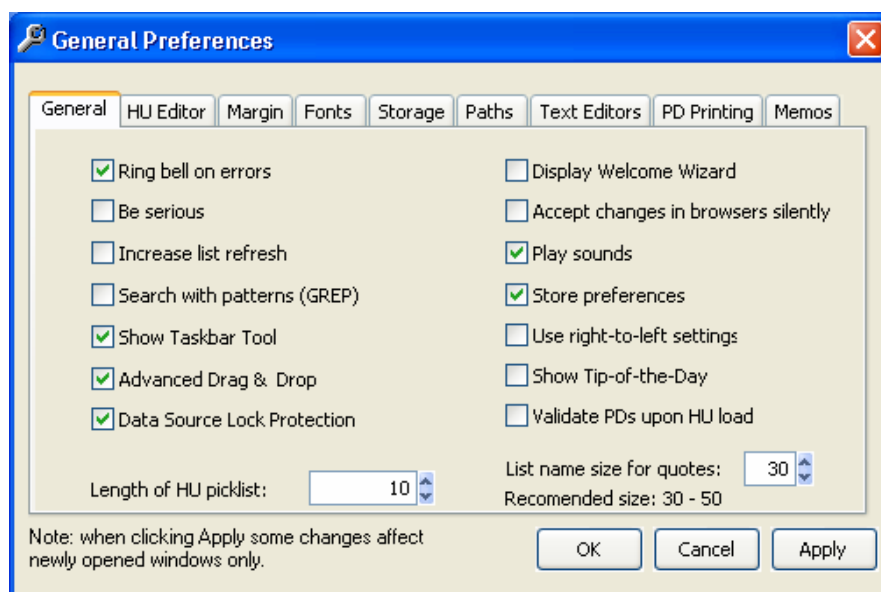 General Preferences
General HU Editor Margin Fonts Storage Paths Text Editors PD Printing Memos
Ring bell on errors
Be serious
Increase list refresh
Search with patterns (GREP)
Show Taskbar Tool
Advanced Drag & Drop
Data Source Lock Protection
Length of HU picklist: 10
Display Welcome Wizard
Accept changes in browsers silently
Play sounds
Store preferences
Use right-to-left settings
Show Tip-of-the-Day
Validate PDs upon HU load
List name size for quotes: 30
Recomended size: 30 - 50
Note: when clicking Apply some changes affect
newly opened windows only.
OK Cancel Apply